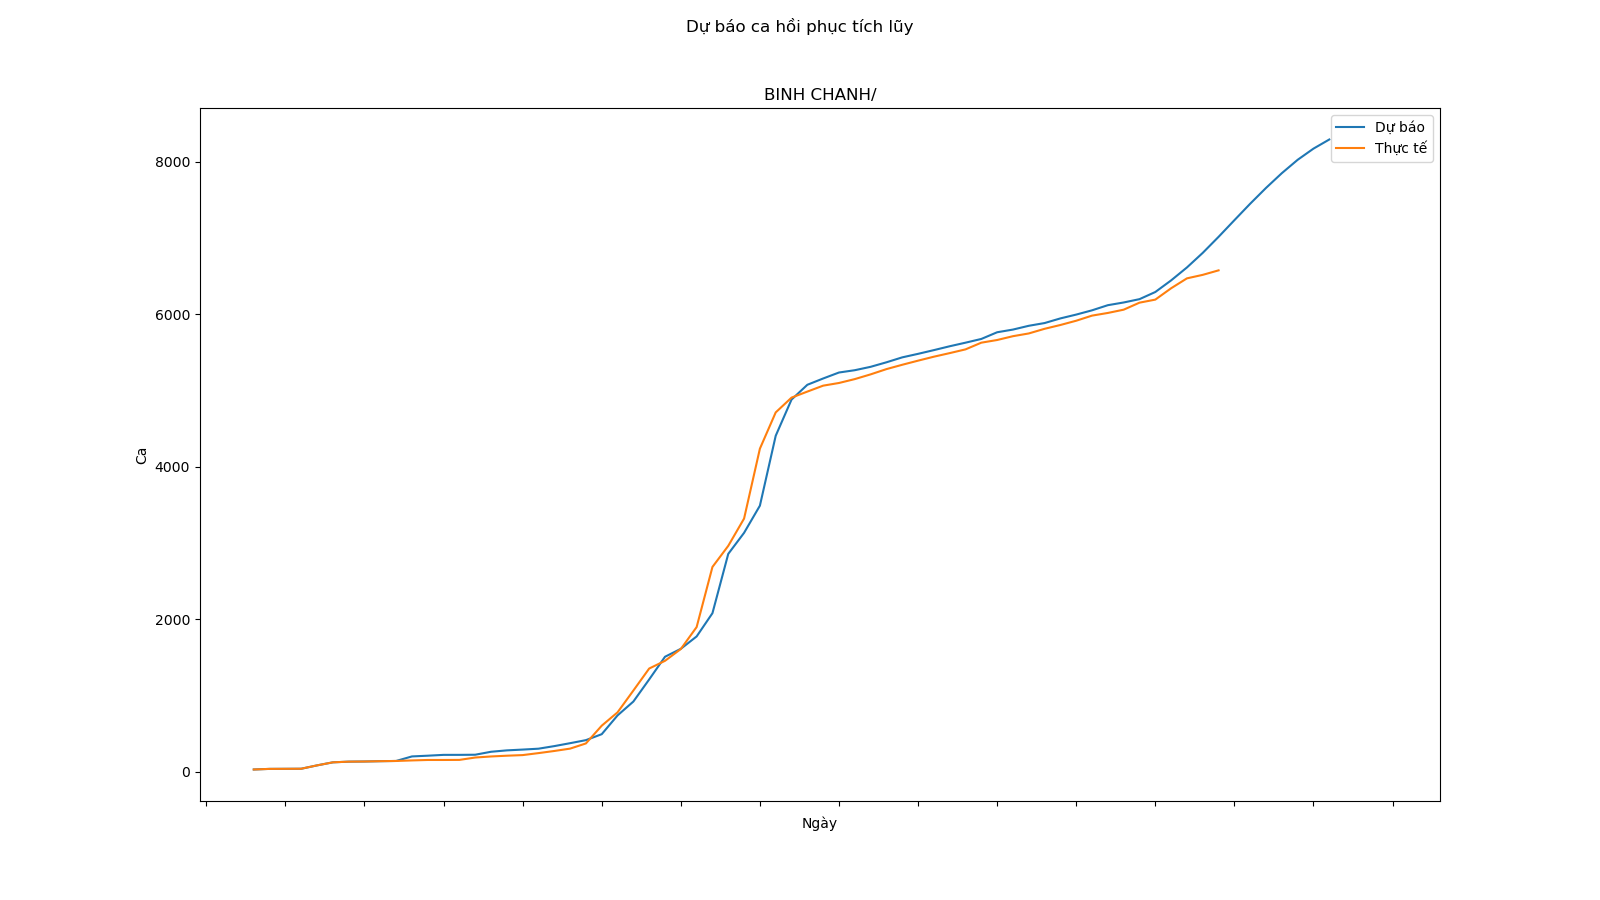 Dự báo ca hồi phục tích lũy
BINH CHANH/
Dự báo
Thực tế
8000
6000
4000
2000
0
Ca
Ngày